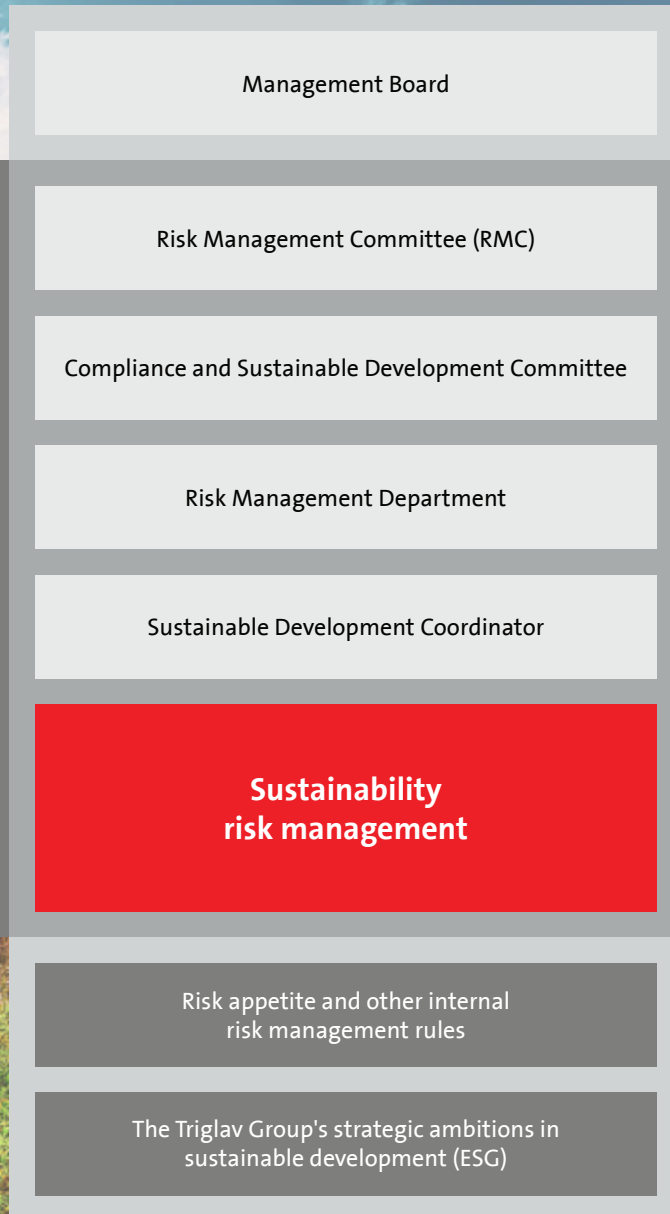 Management Board
Risk Management Committee (RMC)
Compliance and Sustainable Development Committee
Risk Management Department
Sustainable Development Coordinator
Sustainability
risk management
Risk appetite and other internal
risk management rules
The Triglav Group's strategic ambitions in
sustainable development (ESG)